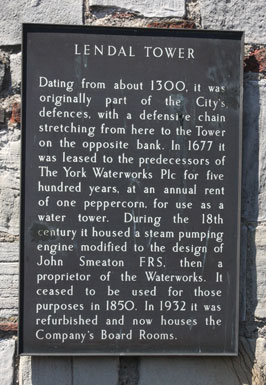 LENDAL TOWER
Dating from about 1300, it was
originally part of the City's
defences, with a defensive chain
stretching from here to the Tower
on the opposite bank. In 1677 it
was leased to the predecessors of
The York Waterworks Plc for five
hundred years, at an annual rent
of one peppercorn, for use as a
water tower. During the 18th
century it housed a steam pumping
engine modified to the design of
John Smeaton FRS, then a
proprietor of the Waterworks. It
ceased to be used for those
purposes in 1850. In 1932 it was
refurbished and now houses the
Company's Board Rooms.